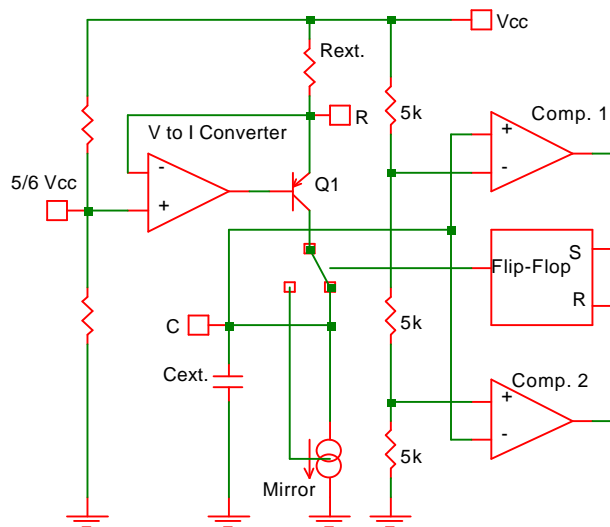 Vcc
Rext.
5k
Comp. 1
+
-
V to I Converter
R
-
+
5/6 Vcc
Q1
Flip-Flop
S
R
C
5k
Cext.
Comp. 2
+
-
5k
Mirror